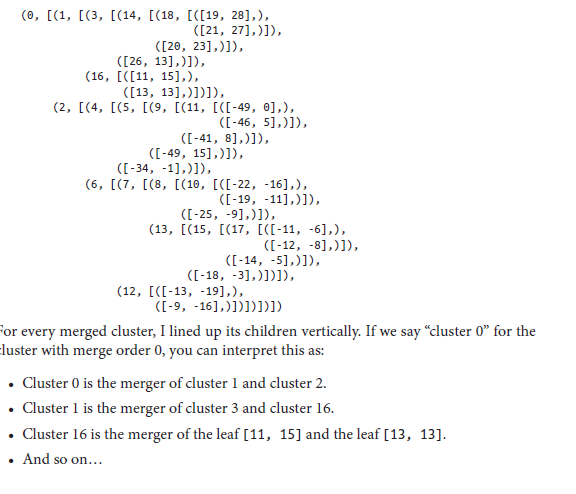 (0, [(1, [(3, [(14, [(18, [([19, 28],),
([21, 27],)]),
([20, 23],)]),
([26, 13],)]),
(16, [([11, 15],),
([13, 13],)])]),
(2, [(4, [(5, [(9, [(11, [([-49, 0],),
([-46, 5],)]),
([-41, 8],)]),
([-49, 15],)]),
([-34, -1],)]),
(6, [(7, [(8, [(10, [([-22, -16],),
([-19, -11],)]),
([-25, -9],)]),
(13, [(15, [(17, [([-11, -6],),
([-12, -8],)]),
([-14, -5],)]),
([-18, -3],)])]),
(12, [([-13, -19],),
([-9, -16],)])])])])
For every merged cluster, I lined up its children vertically. If we say “cluster 0” for the
cluster with merge order 0, you can interpret this as:
• Cluster 0 is the merger of cluster 1 and cluster 2.
• Cluster 1 is the merger of cluster 3 and cluster 16.
• Cluster 16 is the merger of the leaf [11, 15] and the leaf [13, 13].
• And so on…